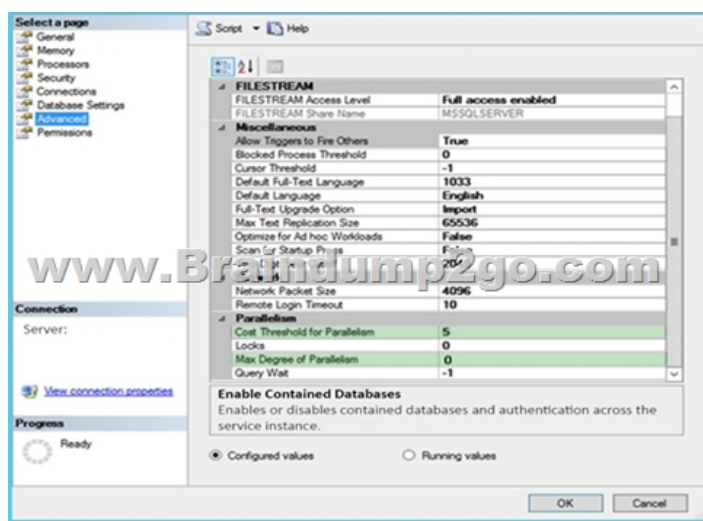 Select a page
General
Memory
Processors
Security
Connections
Database Settings
Advanced
Permissions
Connection
Server:
View connection properties
Progress
Ready
Script Help
FILESTREAM
FILESTREAM Access Level Full access enabled
FILESTREAM Share Name MSSQLSERVER
Miscellaneous
Allow Triggers to Fire Others True
Blocked Process Threshold 0
Cursor Threshold -1
Default Full-Text Language 1033
Default Language English
Full-Text Upgrade Option Import
Max Text Replication Size 65536
Optimize for Ad hoc Workloads False
Scan for Startup
www.Braindump2go.com
Network Packet Size 4096
Remote Login Timeout 10
Parallelism
Cost Threshold for Parallelism 5
Locks 0
Max Degree of Parallelism 0
Query Wait -1
Enable Contained Databases
Enables or disables contained databases and authentication across the
service instance.
Configured values Running values
OK Cancel